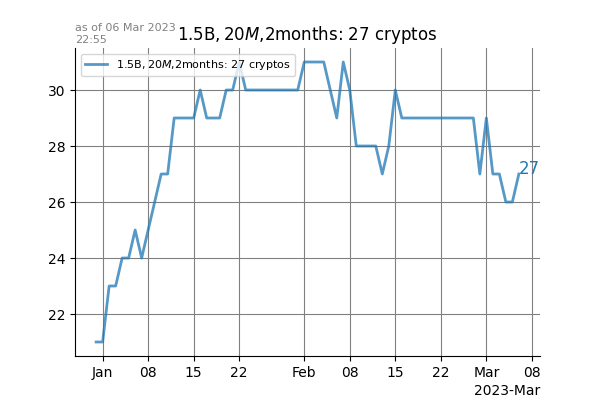 as of 06 Mar 2023
22:55
1.5B, 20M,2months: 27 cryptos
1.5B, 20M,2months: 27 cryptos
30
28
26
24
22
27
Jan 08 15 22 Feb 08 15 22 Mar 08
2023-Mar